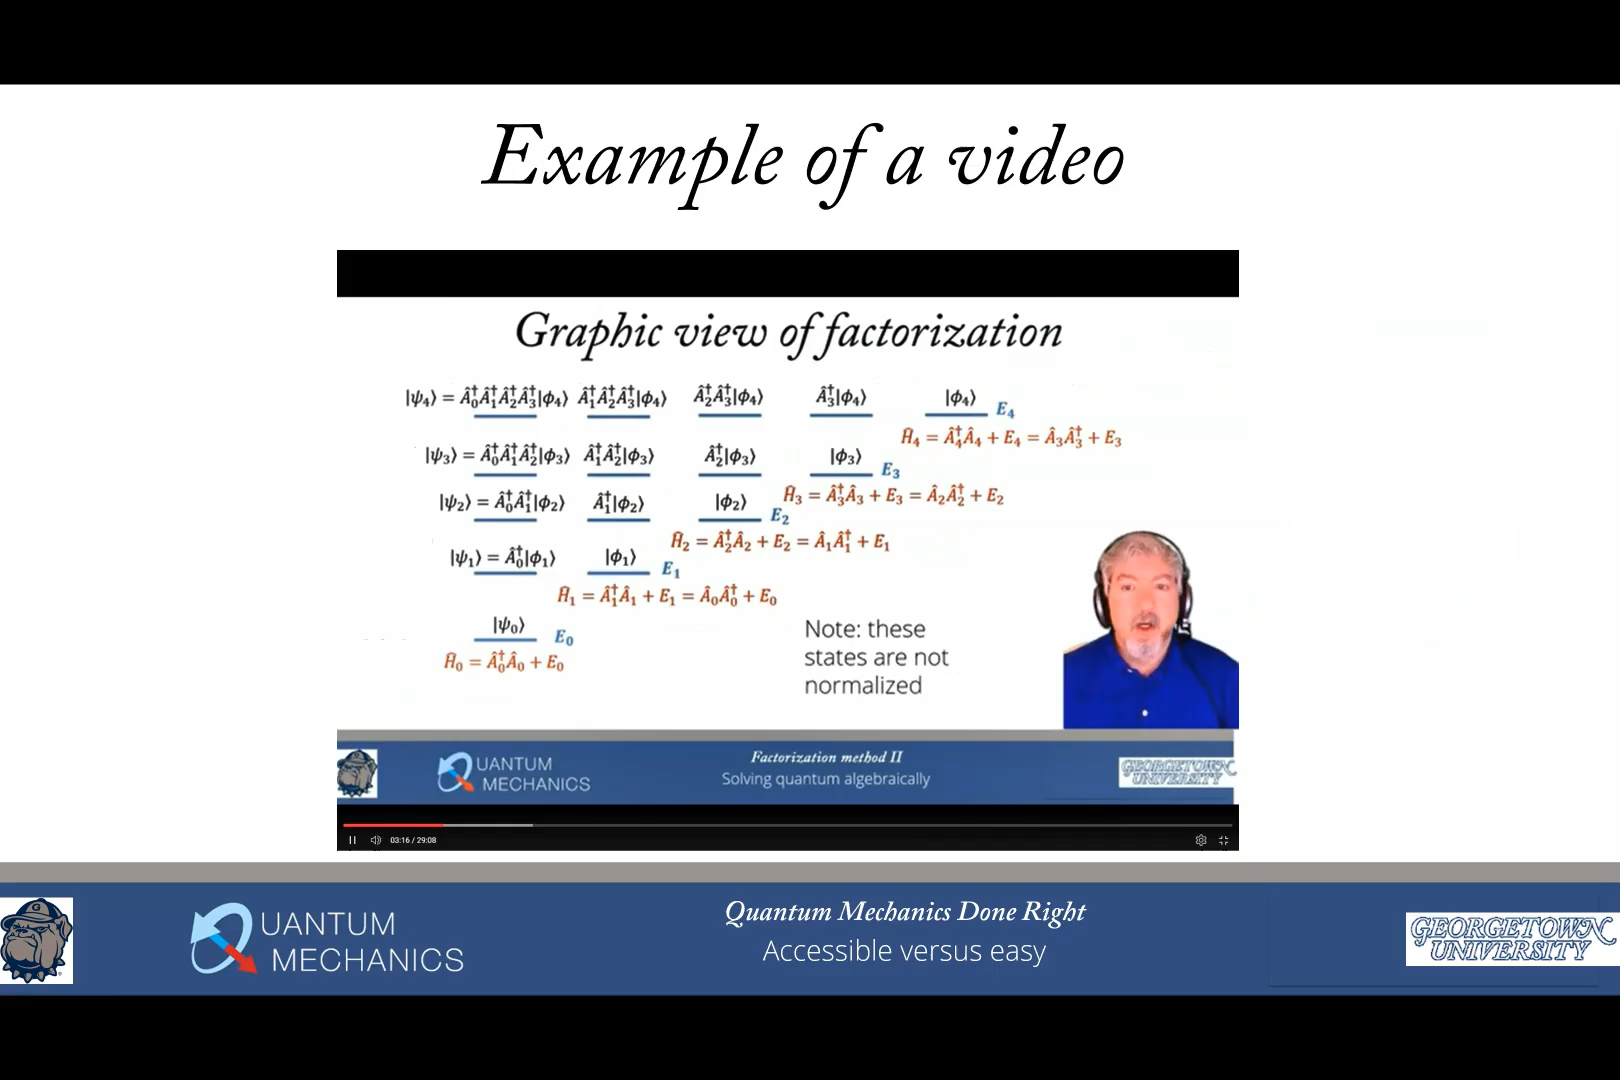 Example of a video
Graphic view of factorization
|ψ₄⟩ = Â₀†Â₁†Â₂†Â₃†|ϕ₄⟩ Â₁†Â₂†Â₃†|ϕ₄⟩ Â₂†Â₃†|ϕ₄⟩ Â₃†|ϕ₄⟩ |ϕ₄⟩ E₄
Ĥ₄ = Â₄†Â₄ + E₄ = Â₃Â₃† + E₃
|ψ₃⟩ = Â₀†Â₁†Â₂†|ϕ₃⟩ Â₁†Â₂†|ϕ₃⟩ Â₂†|ϕ₃⟩ |ϕ₃⟩ E₃
Ĥ₃ = Â₃†Â₃ + E₃ = Â₂Â₂† + E₂
|ψ₂⟩ = Â₀†Â₁†|ϕ₂⟩ Â₁†|ϕ₂⟩ |ϕ₂⟩ E₂
Ĥ₂ = Â₂†Â₂ + E₂ = Â₁Â₁† + E₁
|ψ₁⟩ = Â₀†|ϕ₁⟩ |ϕ₁⟩ E₁
Ĥ₁ = Â₁†Â₁ + E₁ = Â₀Â₀† + E₀
|ψ₀⟩ E₀
Ĥ₀ = Â₀†Â₀ + E₀
Note: these
states are not
normalized
QUANTUM
MECHANICS
Factorization method II
Solving quantum algebraically
GEORGETOWN
UNIVERSITY
03:16 / 29:08
G
QUANTUM
MECHANICS
Quantum Mechanics Done Right
Accessible versus easy
GEORGETOWN
UNIVERSITY